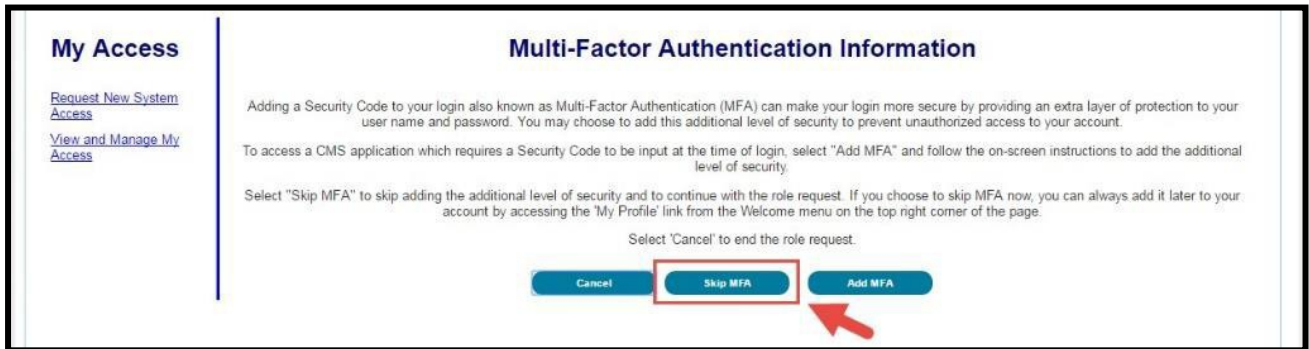 My Access
Request New System
Access
View and Manage My
Access
Multi-Factor Authentication Information
Adding a Security Code to your login also known as Multi-Factor Authentication (MFA) can make your login more secure by providing an extra layer of protection to your
user name and password. You may choose to add this additional level of security to prevent unauthorized access to your account.
To access a CMS application which requires a Security Code to be input at the time of login, select "Add MFA" and follow the on-screen instructions to add the additional
level of security.
Select "Skip MFA" to skip adding the additional level of security and to continue with the role request. If you choose to skip MFA now, you can always add it later to your
account by accessing the 'My Profile' link from the Welcome menu on the top right corner of the page.
Select 'Cancel' to end the role request.
Cancel Skip MFA Add MFA